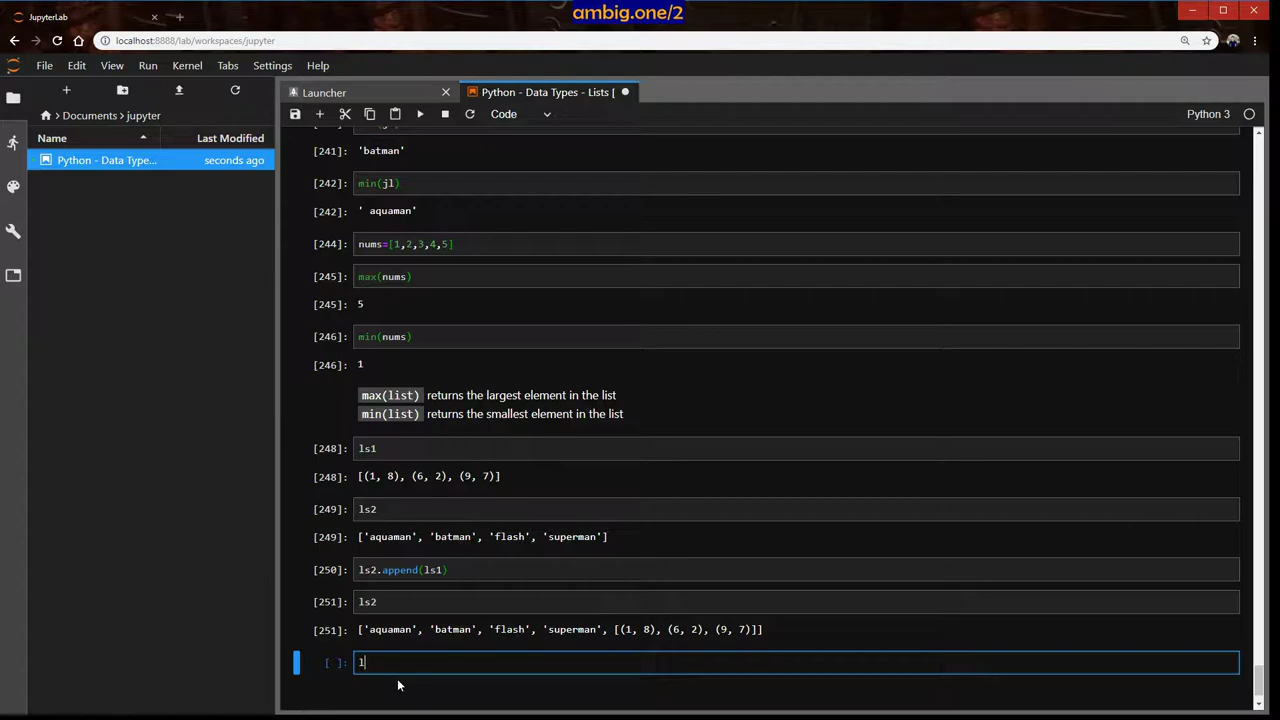 ambig.one/2
JupyterLab
localhost:8888/lab/workspaces/jupyter
File Edit View Run Kernel Tabs Settings Help
Launcher
Python - Data Types - Lists [
Code
Python 3
Documents > jupyter
Name Last Modified
Python - Data Type... seconds ago
[241]: 'batman'
[242]: min(jl)
[242]: ' aquaman'
[244]: nums=[1,2,3,4,5]
[245]: max(nums)
[245]: 5
[246]: min(nums)
[246]: 1
max(list) returns the largest element in the list
min(list) returns the smallest element in the list
[248]: ls1
[248]: [(1, 8), (6, 2), (9, 7)]
[249]: ls2
[249]: ['aquaman', 'batman', 'flash', 'superman']
[250]: ls2.append(ls1)
[251]: ls2
[251]: ['aquaman', 'batman', 'flash', 'superman', [(1, 8), (6, 2), (9, 7)]]
[ ]: l